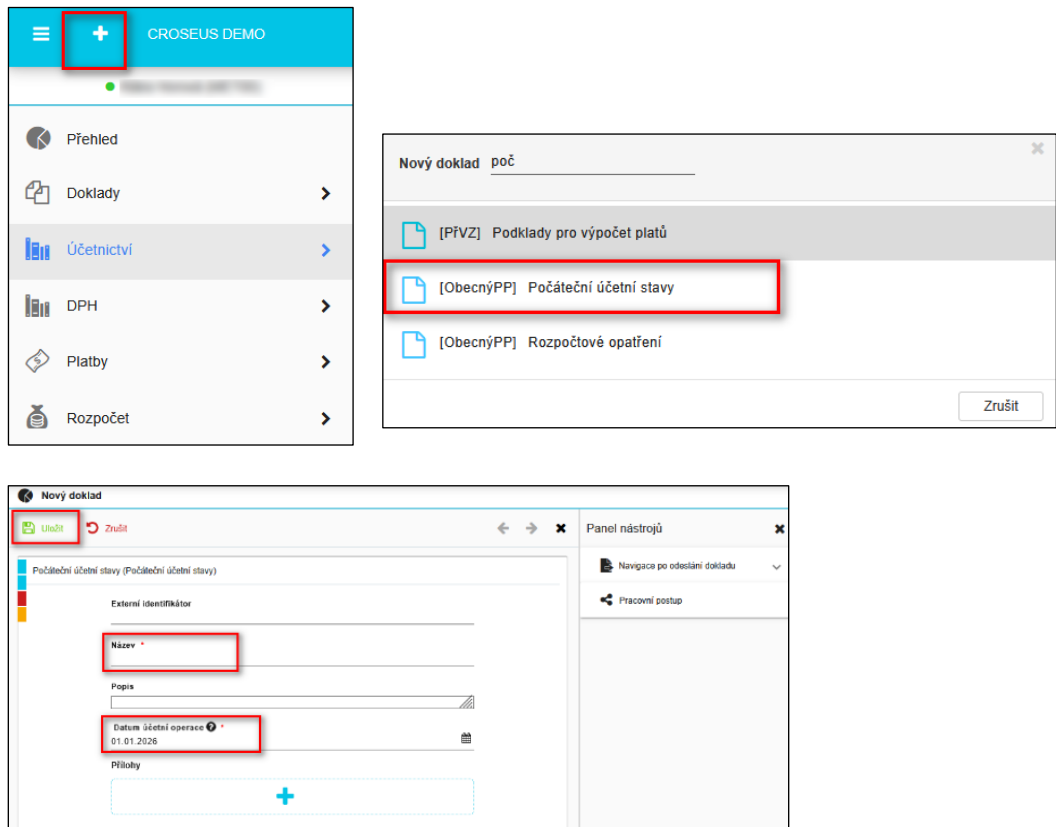 CROSEUS DEMO
Přehled
Doklady
Účetnictví
DPH
Platby
Rozpočet
Nový doklad poč
[PřVZ] Podklady pro výpočet platů
[ObecnýPP] Počáteční účetní stavy
[ObecnýPP] Rozpočtové opatření
Zrušit
Nový doklad
Uložit Zrušit
Panel nástrojů
Počáteční účetní stavy (Počáteční účetní stavy)
Externí identifikátor
Název *
Popis
Datum účetní operace *
01.01.2026
Přílohy
Navigace po odeslání dokladu
Pracovní postup